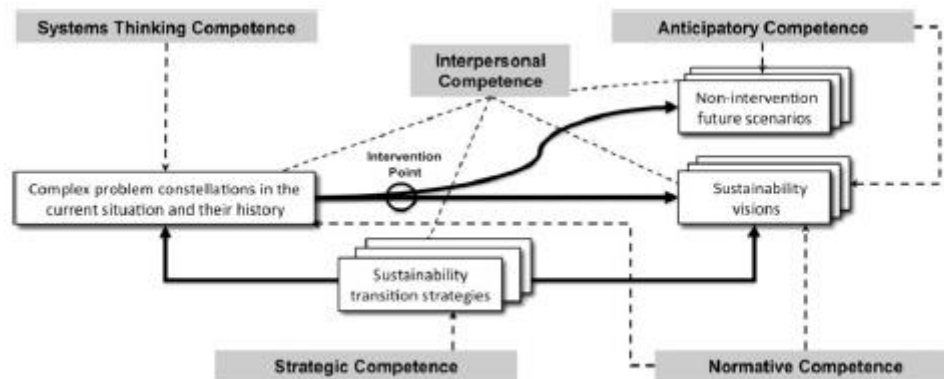 Systems Thinking Competence
Anticipatory Competence
Interpersonal
Competence
Non-intervention
future scenarios
Intervention
Point
Complex problem constellations in the
current situation and their history
Sustainability
visions
Sustainability
transition strategies
Strategic Competence
Normative Competence